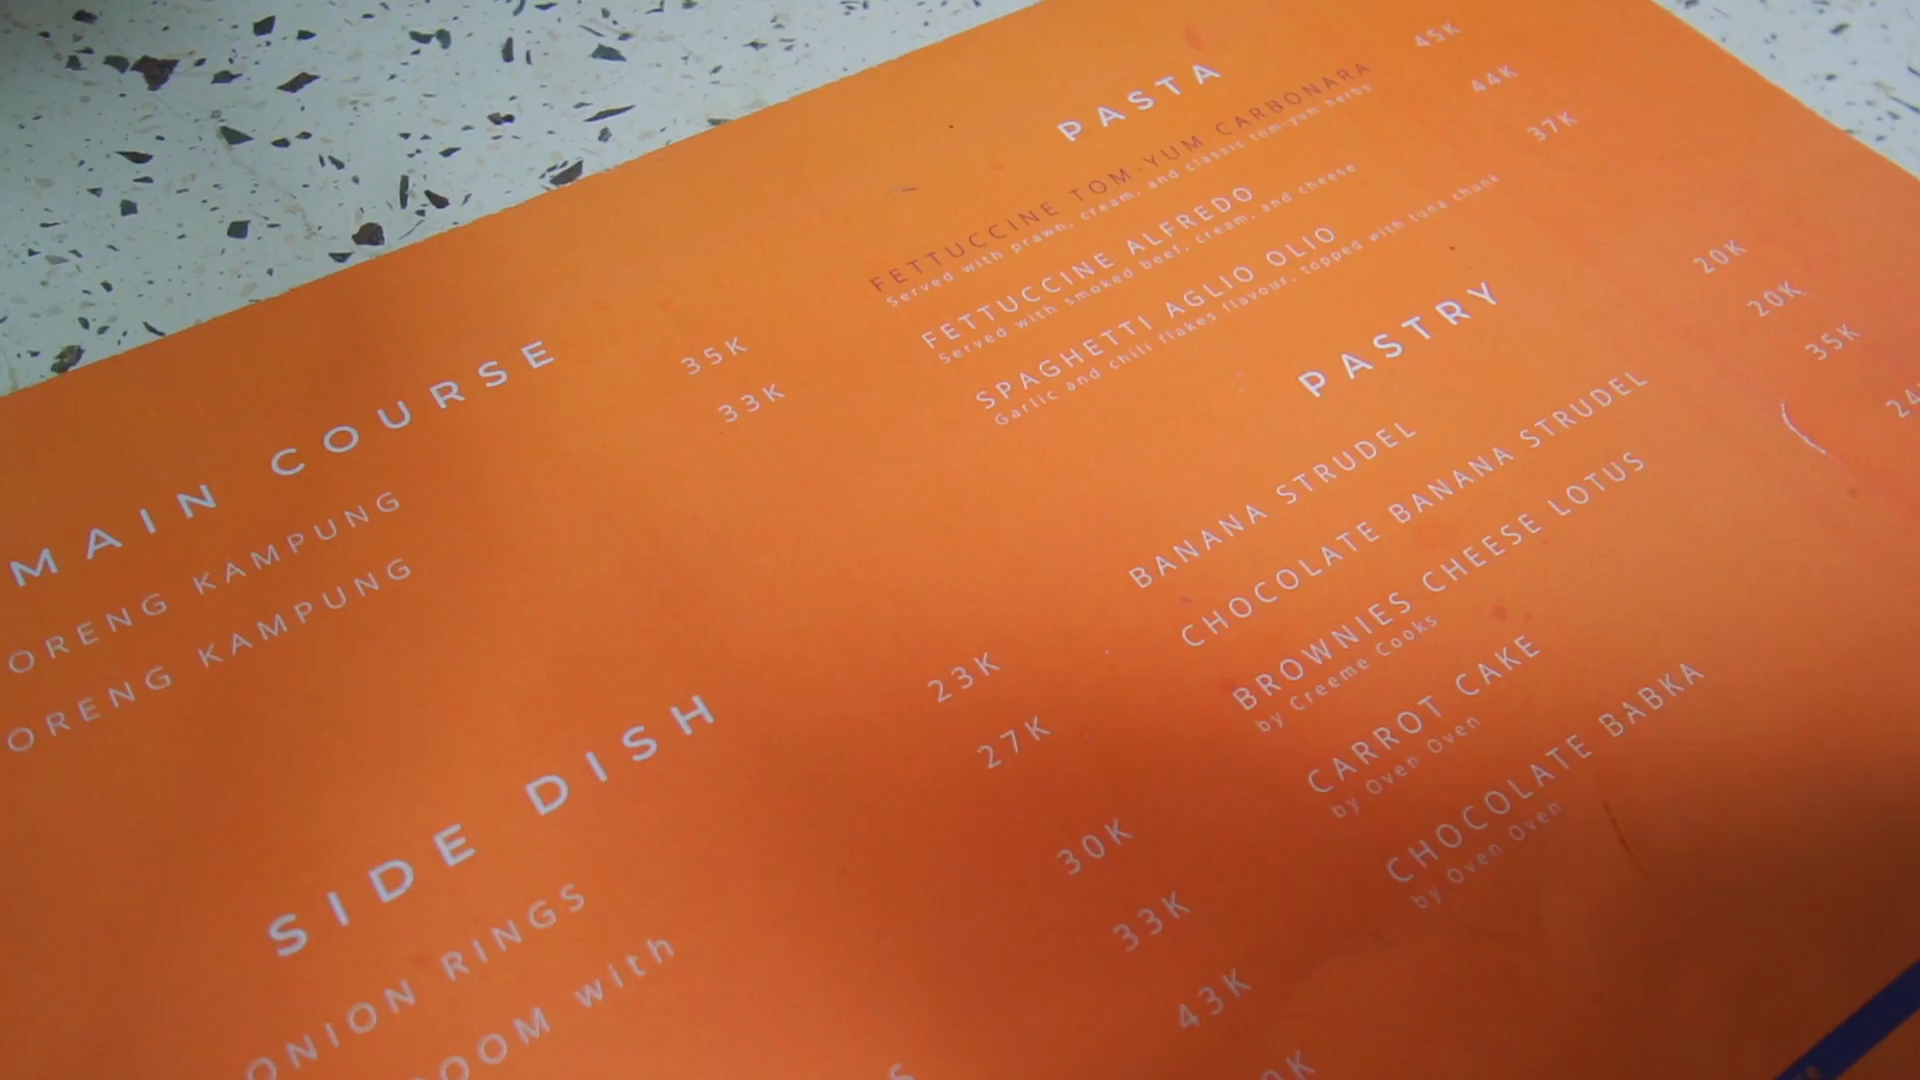 MAIN COURSE
ORENG KAMPUNG 35K
ORENG KAMPUNG 33K
SIDE DISH
ONION RINGS 23K
OOM with 27K
30K
33K
43K
PASTA
FETTUCCINE TOM-YUM CARBONARA 45K
Served with prawn, cream, and classic tom-yum herbs
FETTUCCINE ALFREDO 44K
Served with smoked beef, cream, and cheese
SPAGHETTI AGLIO OLIO 37K
Garlic and chili flakes flavour, topped with tuna chunk
PASTRY
BANANA STRUDEL 20K
CHOCOLATE BANANA STRUDEL 20K
BROWNIES CHEESE LOTUS 35K
by Creeme Cooks
CARROT CAKE 24
by Oven Oven
CHOCOLATE BABKA
by Oven Oven